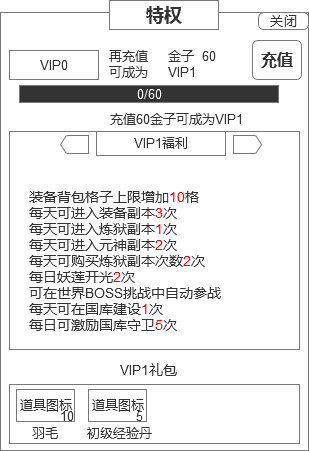 特权
关闭
VIP0
再充值 金子 60
可成为 VIP1
充值
0/60
充值60金子可成为VIP1
VIP1福利
装备背包格子上限增加10格
每天可进入装备副本3次
每天可进入炼狱副本1次
每天可进入元神副本2次
每天可购买炼狱副本次数2次
每日妖莲开光2次
可在世界BOSS挑战中自动参战
每天可在国库建设1次
每日可激励国库守卫5次
VIP1礼包
道具图标 道具图标
10 5
羽毛 初级经验丹